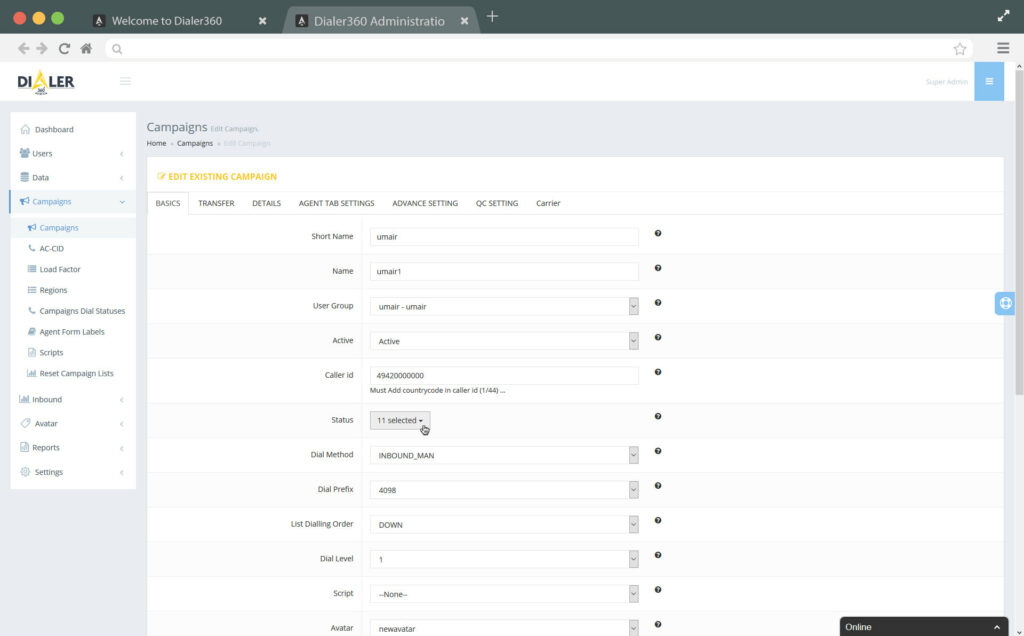 Welcome to Dialer360
Dialer360 Administratio
DIALER
360
Super Admin
Dashboard
Users
Data
Campaigns
Campaigns
AC-CID
Load Factor
Regions
Campaigns Dial Statuses
Agent Form Labels
Scripts
Reset Campaign Lists
Inbound
Avatar
Reports
Settings
Campaigns Edit Campaign.
Home Campaigns Edit Campaign
EDIT EXISTING CAMPAIGN
BASICS TRANSFER DETAILS AGENT TAB SETTINGS ADVANCE SETTING QC SETTING Carrier
Short Name umair
Name umair1
User Group umair - umair
Active Active
Caller id 49420000000
Must Add countrycode in caller id (1/44) ...
Status 11 selected
Dial Method INBOUND_MAN
Dial Prefix 4098
List Dialling Order DOWN
Dial Level 1
Script --None--
Avatar newavatar
Online